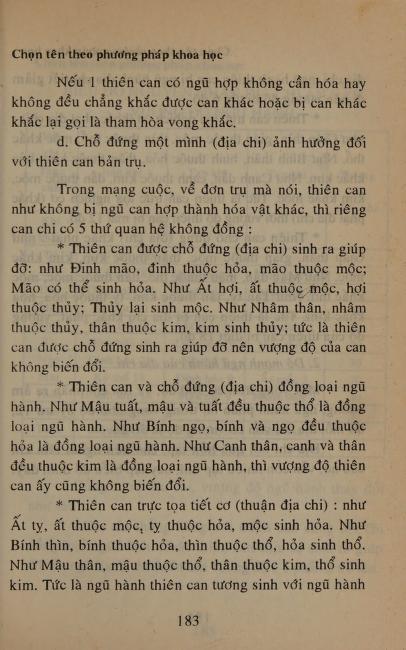 Chọn tên theo phương pháp khoa học
Nếu 1 thiên can có ngũ hợp không cần hóa hay
không đều chẳng khắc được can khác hoặc bị can khác
khắc lại gọi là tham hòa vong khắc.
d. Chỗ đứng một mình (địa chi) ảnh hưởng đối
với thiên can bản trụ.
Trong mạng cuộc, về đơn trụ mà nói, thiên can
như không bị ngũ can hợp thành hóa vật khác, thì riêng
can chi có 5 thứ quan hệ không đồng :
* Thiên can được chỗ đứng (địa chi) sinh ra giúp
đỡ: như Đinh mão, đinh thuộc hỏa, mão thuộc mộc;
Mão có thể sinh hỏa. Như Ất hợi, ất thuộc mộc, hợi
thuộc thủy; Thủy lại sinh mộc. Như Nhâm thân, nhâm
thuộc thủy, thân thuộc kim, kim sinh thủy; tức là thiên
can được chỗ đứng sinh ra giúp đỡ nên vượng độ của can
không biến đổi.
* Thiên can và chỗ đứng (địa chi) đồng loại ngũ
hành. Như Mậu tuất, mậu và tuất đều thuộc thổ là đồng
loại ngũ hành. Như Bính ngọ, bính và ngọ đều thuộc
hỏa là đồng loại ngũ hành. Như Canh thân, canh và thân
đều thuộc kim là đồng loại ngũ hành, thì vượng độ thiên
can ấy cũng không biến đổi.
* Thiên can trực tọa tiết cơ (thuận địa chi) : như
Ất tỵ, ất thuộc mộc, tỵ thuộc hỏa, mộc sinh hỏa. Như
Bính thìn, bính thuộc hỏa, thìn thuộc thổ, hỏa sinh thổ.
Như Mậu thân, mậu thuộc thổ, thân thuộc kim, thổ sinh
kim. Tức là ngũ hành thiên can tương sinh với ngũ hành
183